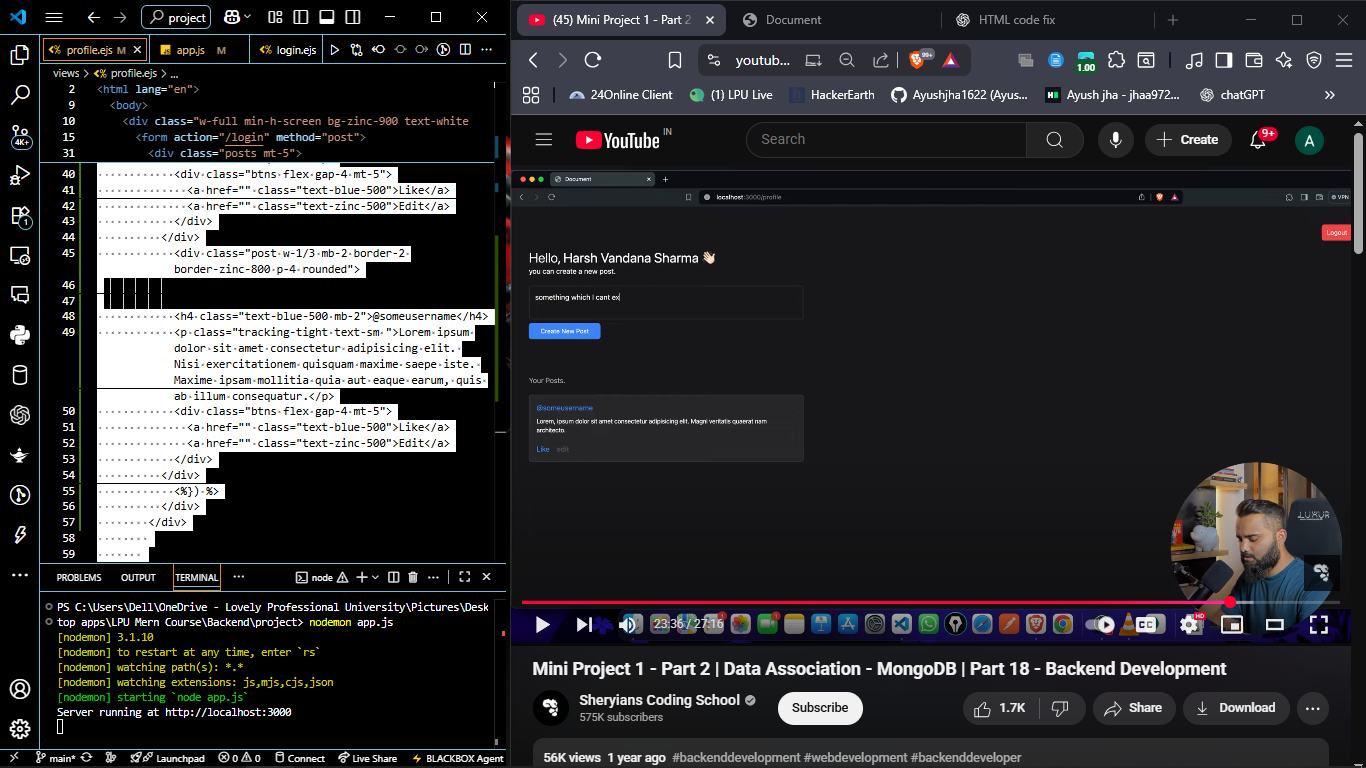 project
profile.ejs M
app.js M
login.ejs
views > profile.ejs > ...
2 <html lang="en">
9 <body>
10 <div class="w-full min-h-screen bg-zinc-900 text-white
15 <form action="/login" method="post">
31 <div class="posts mt-5">
40 <div class="btns flex gap-4 mt-5">
41 <a href="" class="text-blue-500">Like</a>
42 <a href="" class="text-zinc-500">Edit</a>
43 </div>
44 </div>
45 <div class="post w-1/3 mb-2 border-2
border-zinc-800 p-4 rounded">
46
47
48 <h4 class="text-blue-500 mb-2">@someusername</h4>
49 <p class="tracking-tight text-sm ">Lorem ipsum
dolor sit amet consectetur adipisicing elit.
Nisi exercitationem quisquam maxime saepe iste.
Maxime ipsam mollitia quia aut eaque earum, quis
ab illum consequatur.</p>
50 <div class="btns flex gap-4 mt-5">
51 <a href="" class="text-blue-500">Like</a>
52 <a href="" class="text-zinc-500">Edit</a>
53 </div>
54 </div>
55 <%}) %>
56 </div>
57 </div>
58
59
4K+
1
PROBLEMS OUTPUT TERMINAL ··· node
PS C:\Users\Dell\OneDrive - Lovely Professional University\Pictures\Desk
top apps\LPU Mern Course\Backend\project> nodemon app.js
[nodemon] 3.1.10
[nodemon] to restart at any time, enter `rs`
[nodemon] watching path(s): *.*
[nodemon] watching extensions: js,mjs,cjs,json
[nodemon] starting `node app.js`
Server running at http://localhost:3000
main* Launchpad 0 0 Connect Live Share BLACKBOX Agent
(45) Mini Project 1 - Part 2
Document
HTML code fix
youtub...
99+
1.00
24Online Client
(1) LPU Live
HackerEarth
Ayushjha1622 (Ayus...
Ayush jha - jhaa972...
chatGPT
YouTube IN
Search
Create
9+
A
Document
localhost:3000/profile
VPN
Logout
Hello, Harsh Vandana Sharma 👋🏻
you can create a new post.
something which I cant ex
Create New Post
Your Posts.
@someusername
Lorem, ipsum dolor sit amet consectetur adipisicing elit. Magni veritatis quaerat nam
architecto.
Like edit
23:36 / 27:16
CC
HD
Mini Project 1 - Part 2 | Data Association - MongoDB | Part 18 - Backend Development
Sheryians Coding School
575K subscribers
Subscribe
1.7K
Share
Download
56K views 1 year ago #backenddevelopment #webdevelopment #backenddeveloper